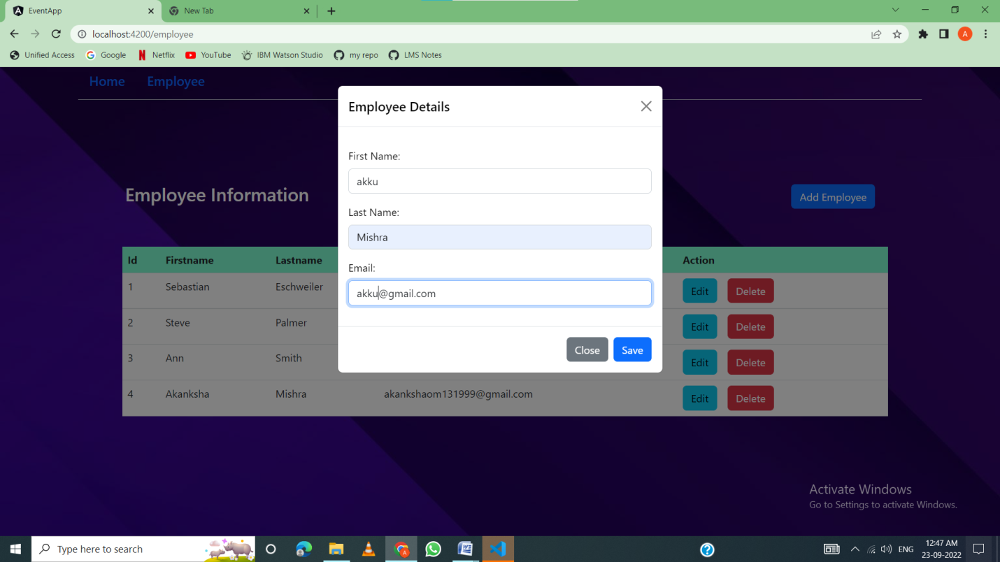 EventApp
New Tab
localhost:4200/employee
A
Unified Access
Google
Netflix
YouTube
IBM Watson Studio
my repo
LMS Notes
Home
Employee
Employee Details
First Name:
akku
Last Name:
Mishra
Email:
akku@gmail.com
Close
Save
Employee Information
Add Employee
Id Firstname Lastname Action
1 Sebastian Eschweiler Edit Delete
2 Steve Palmer Edit Delete
3 Ann Smith Edit Delete
4 Akanksha Mishra akankshaom131999@gmail.com Edit Delete
Activate Windows
Go to Settings to activate Windows.
Type here to search
ENG
12:47 AM
23-09-2022